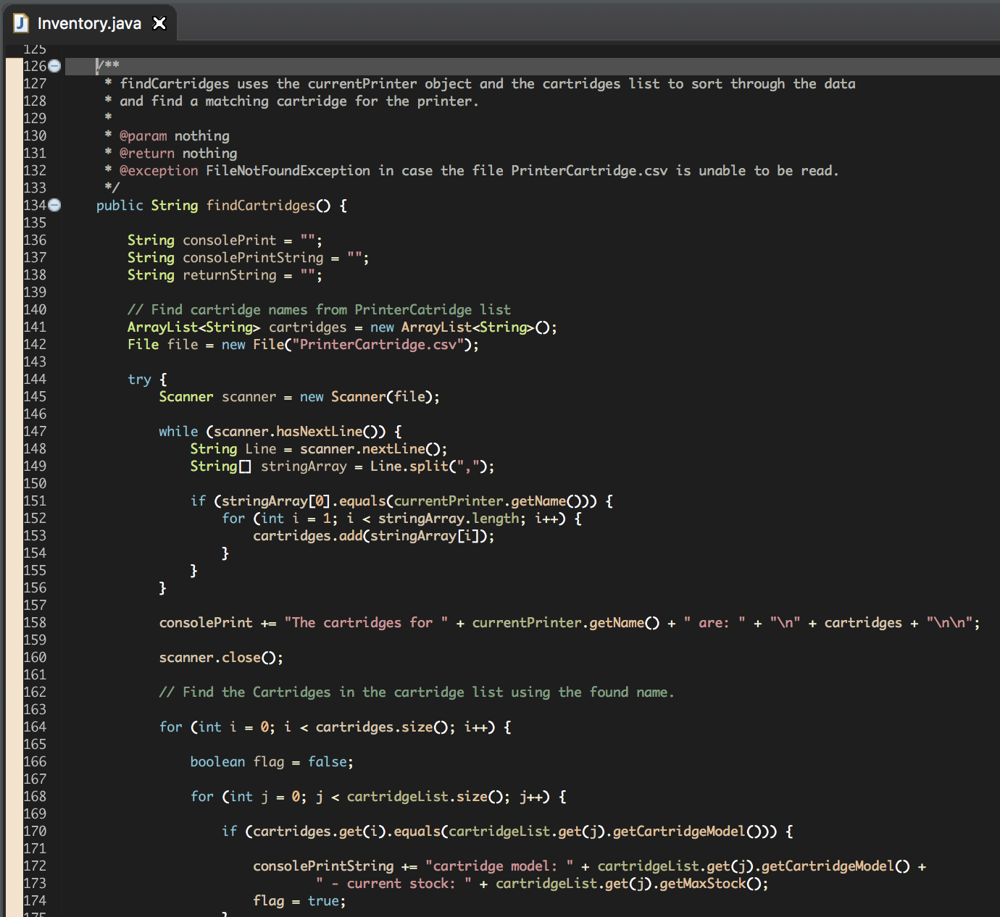 Inventory.java
125
126 /**
127 * findCartridges uses the currentPrinter object and the cartridges list to sort through the data
128 * and find a matching cartridge for the printer.
129 *
130 * @param nothing
131 * @return nothing
132 * @exception FileNotFoundException in case the file PrinterCartridge.csv is unable to be read.
133 */
134 public String findCartridges() {
135
136 String consolePrint = "";
137 String consolePrintString = "";
138 String returnString = "";
139
140 // Find cartridge names from PrinterCatridge list
141 ArrayList<String> cartridges = new ArrayList<String>();
142 File file = new File("PrinterCartridge.csv");
143
144 try {
145 Scanner scanner = new Scanner(file);
146
147 while (scanner.hasNextLine()) {
148 String Line = scanner.nextLine();
149 String[] stringArray = Line.split(",");
150
151 if (stringArray[0].equals(currentPrinter.getName())) {
152 for (int i = 1; i < stringArray.length; i++) {
153 cartridges.add(stringArray[i]);
154 }
155 }
156 }
157
158 consolePrint += "The cartridges for " + currentPrinter.getName() + " are: " + "\n" + cartridges + "\n\n";
159
160 scanner.close();
161
162 // Find the Cartridges in the cartridge list using the found name.
163
164 for (int i = 0; i < cartridges.size(); i++) {
165
166 boolean flag = false;
167
168 for (int j = 0; j < cartridgeList.size(); j++) {
169
170 if (cartridges.get(i).equals(cartridgeList.get(j).getCartridgeModel())) {
171
172 consolePrintString += "cartridge model: " + cartridgeList.get(j).getCartridgeModel() +
173 " - current stock: " + cartridgeList.get(j).getMaxStock();
174 flag = true;
175 }